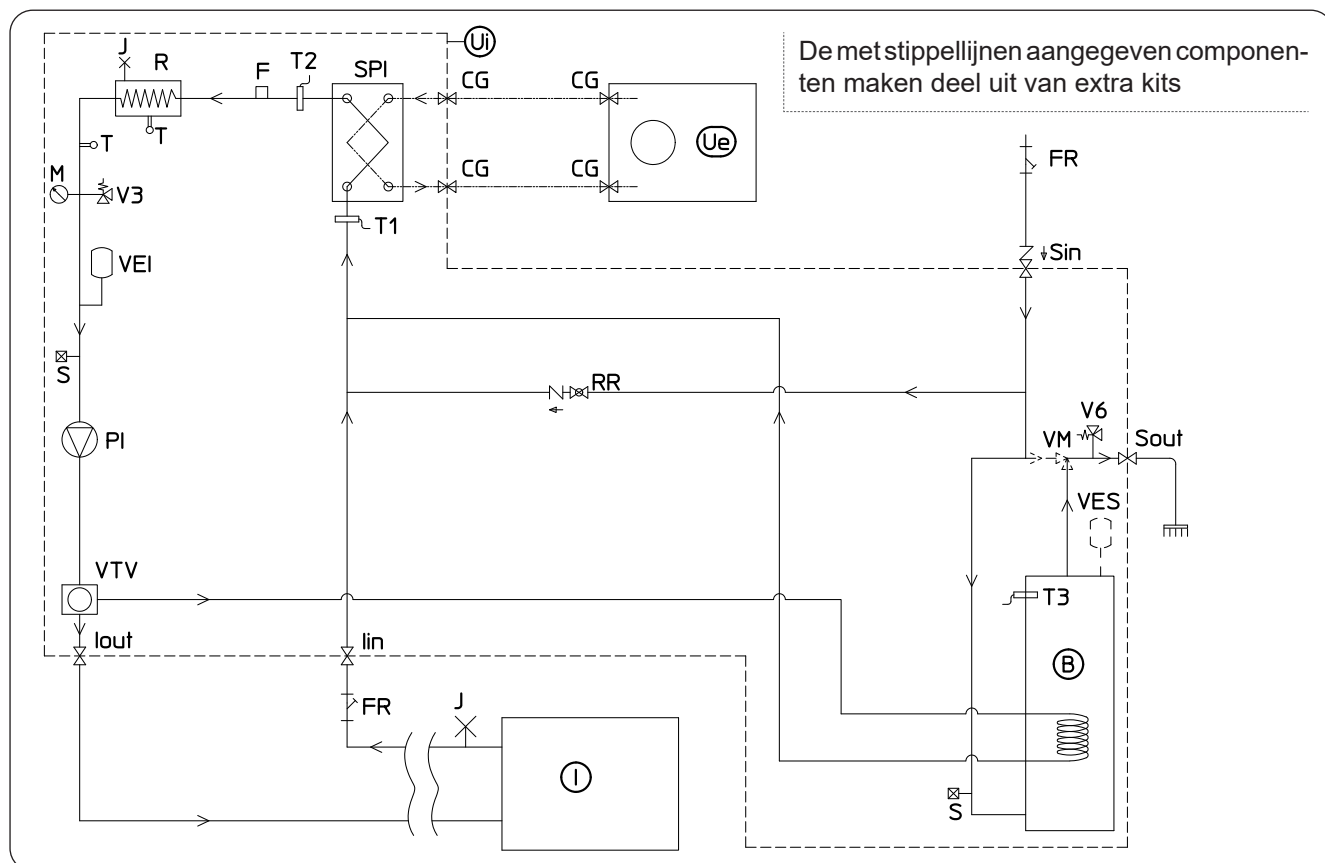 Ui
De met stippellijnen aangegeven componen-
ten maken deel uit van extra kits
J
R
F
T2
SPI
CG
CG
T
T
Ue
FR
M
V3
CG
CG
T1
VEI
Sin
S
RR
PI
V6
VM
Sout
VES
VTV
T3
Iout
Iin
B
FR
J
I
S